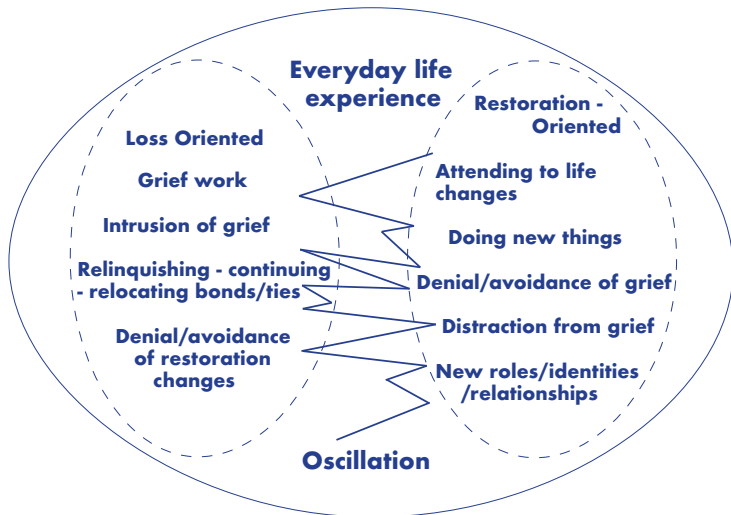 Everyday life
experience
Loss Oriented
Grief work
Intrusion of grief
Relinquishing - continuing
- relocating bonds/ties
Denial/avoidance
of restoration
changes
Restoration -
Oriented
Attending to life
changes
Doing new things
Denial/avoidance of grief
Distraction from grief
New roles/identities
/relationships
Oscillation